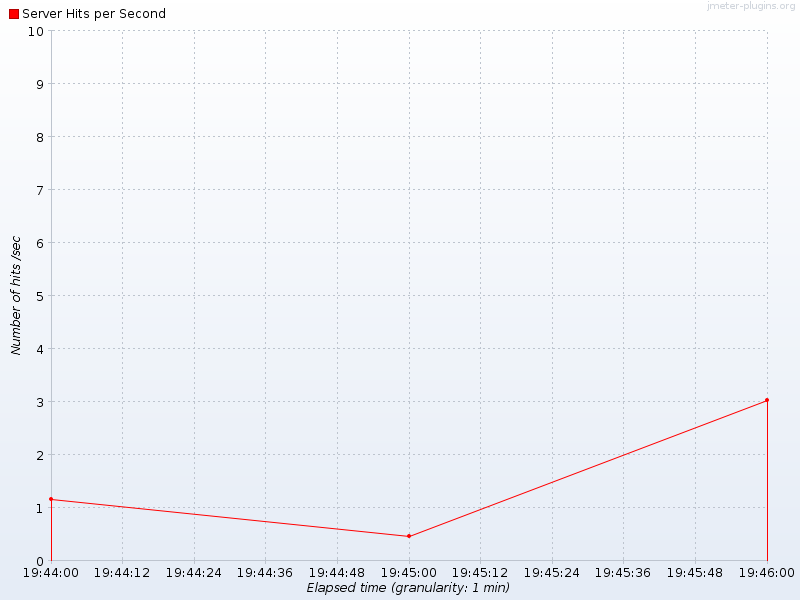 Server Hits per Second
jmeter-plugins.org
10
9
8
7
6
5
4
3
2
1
0
Number of hits /sec
19:44:00 19:44:12 19:44:24 19:44:36 19:44:48 19:45:00 19:45:12 19:45:24 19:45:36 19:45:48 19:46:00
Elapsed time (granularity: 1 min)